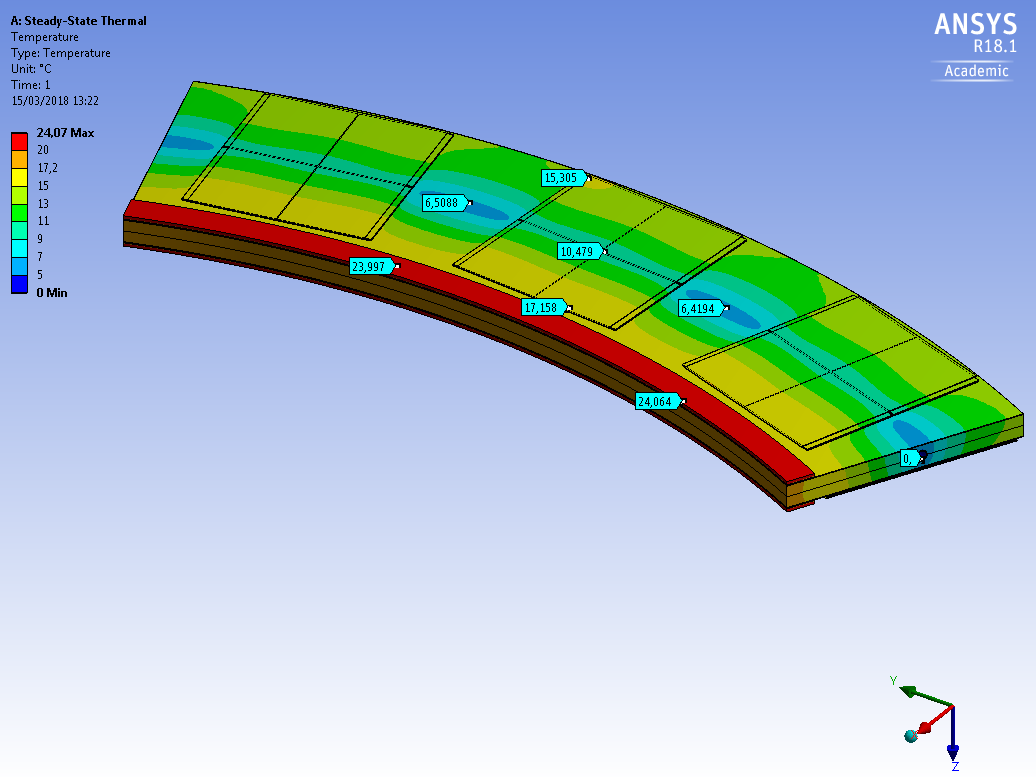 A: Steady-State Thermal
Temperature
Type: Temperature
Unit: °C
Time: 1
15/03/2018 13:22
ANSYS
R18.1
Academic
24,07 Max
20
17,2
15
13
11
9
7
5
0 Min
15,305
6,5088
10,479
23,997
17,158
6,4194
24,064
0,
Y
Z